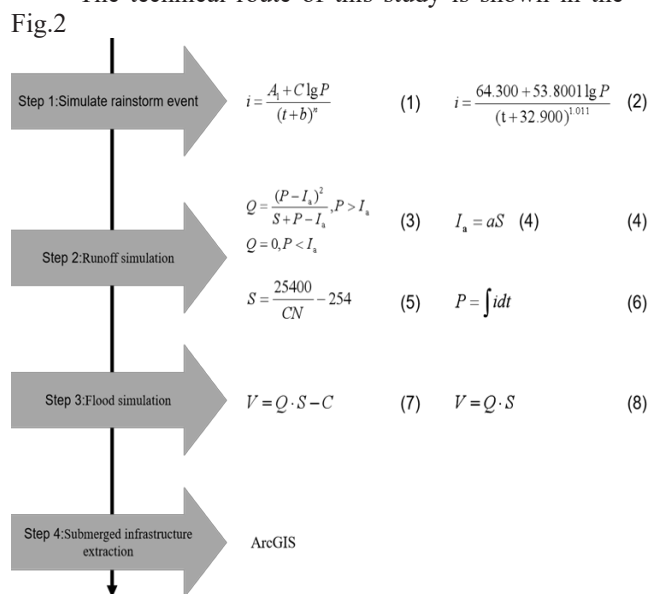 The technical route of this study is shown in the
Fig.2
Step 1:Simulate rainstorm event
i = (A₁ + C lg P) / (t + b)ⁿ (1) i = (64.300 + 53.8001 lg P) / (t + 32.900)^1.011 (2)
Step 2:Runoff simulation
Q = (P − Iₐ)² / (S + P − Iₐ), P > Iₐ
Q = 0, P < Iₐ
(3) Iₐ = aS (4) (4)
S = 25400 / CN − 254 (5) P = ∫ idt (6)
Step 3:Flood simulation
V = Q · S − C (7) V = Q · S (8)
Step 4:Submerged infrastructure
extraction
ArcGIS